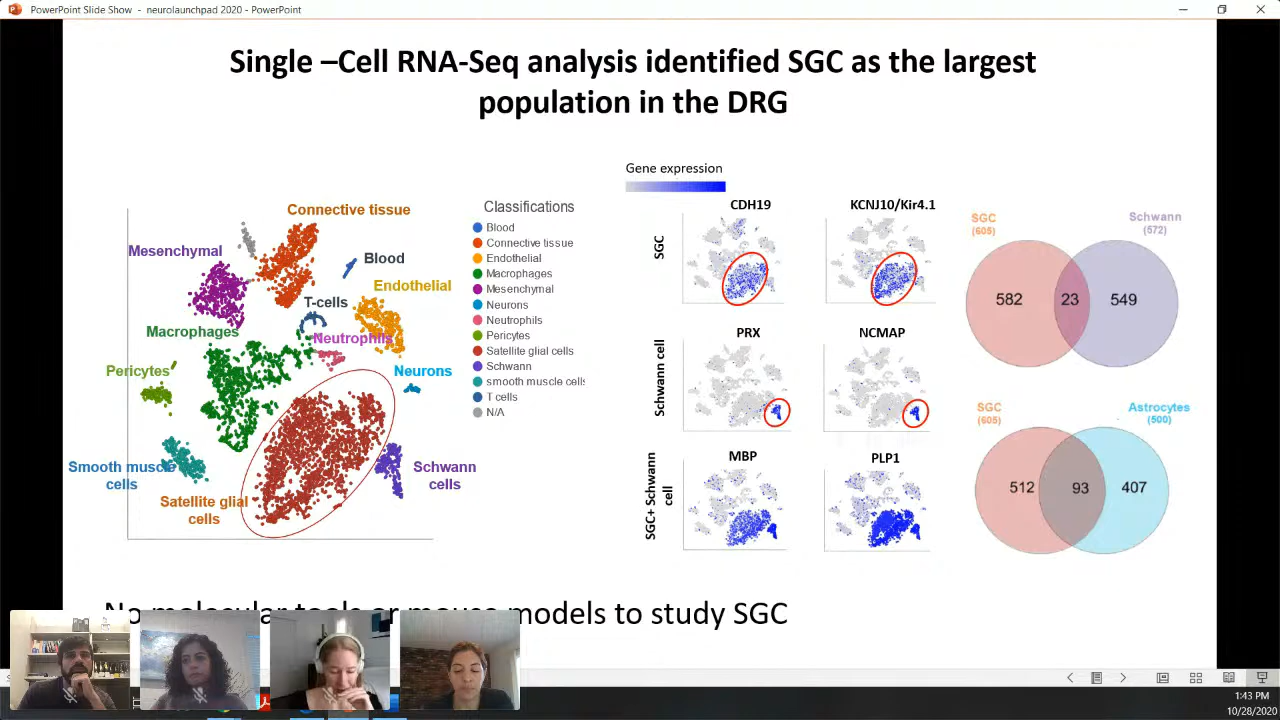 PowerPoint Slide Show - neurolaunchpad 2020 - PowerPoint
Single –Cell RNA-Seq analysis identified SGC as the largest
population in the DRG
Connective tissue
Mesenchymal
Blood
Endothelial
T-cells
Macrophages
Neutrophils
Pericytes
Neurons
Smooth muscle
cells
Satellite glial
cells
Schwann
cells
Classifications
Blood
Connective tissue
Endothelial
Macrophages
Mesenchymal
Neurons
Neutrophils
Pericytes
Satellite glial cells
Schwann
smooth muscle cells
T cells
N/A
Gene expression
CDH19
KCNJ10/Kir4.1
SGC
PRX
NCMAP
Schwann cell
MBP
PLP1
SGC+ Schwann
cell
SGC
(605)
Schwann
(572)
582
23
549
SGC
(605)
Astrocytes
(500)
512
93
407
No molecular tools or mouse models to study SGC
1:43 PM
10/28/2020